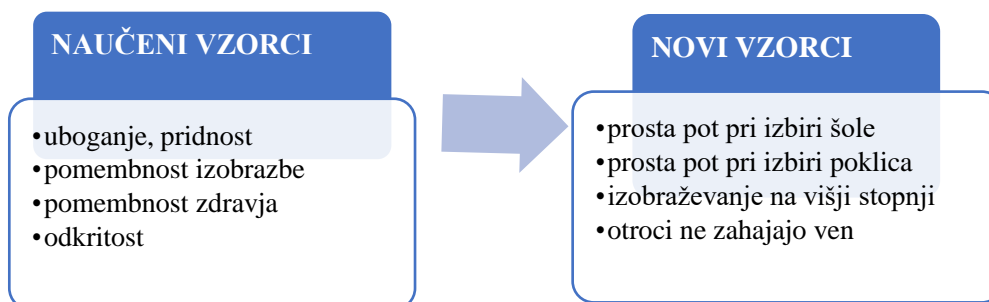 NAUČENI VZORCI
•uboganje, pridnost
•pomembnost izobrazbe
•pomembnost zdravja
•odkritost
NOVI VZORCI
•prosta pot pri izbiri šole
•prosta pot pri izbiri poklica
•izobraževanje na višji stopnji
•otroci ne zahajajo ven